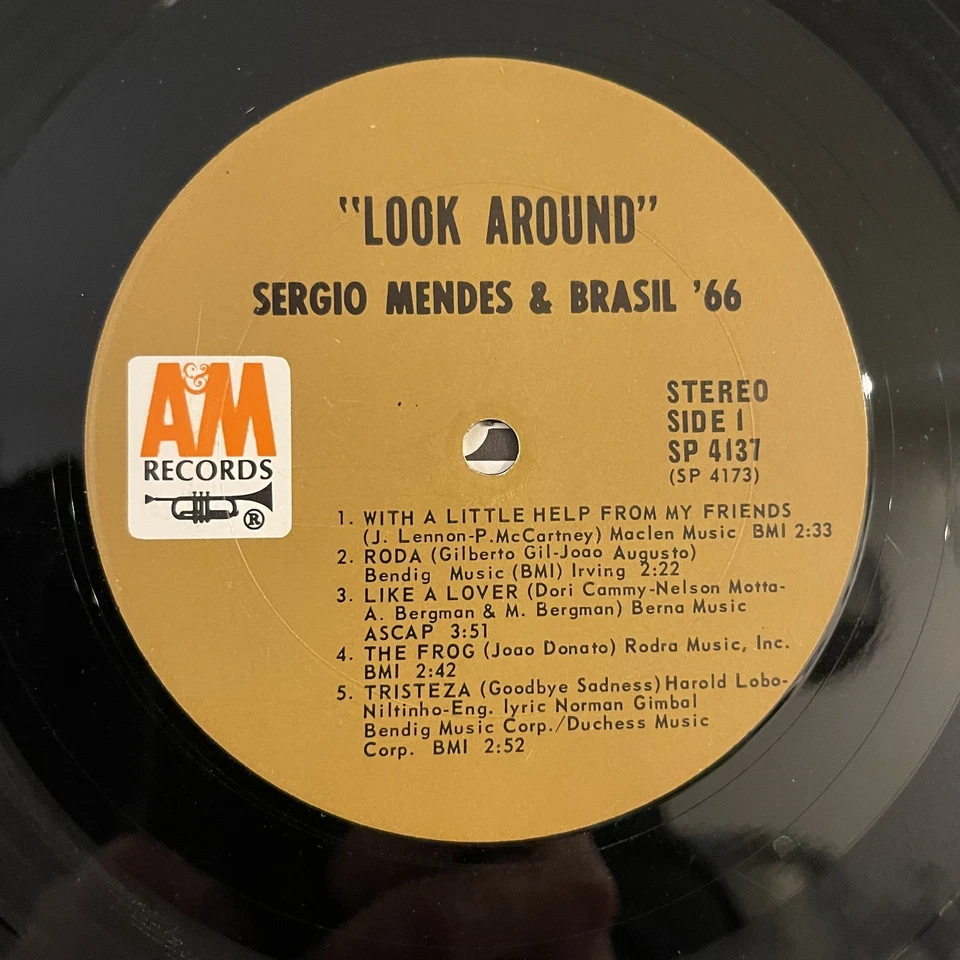 "LOOK AROUND"
SERGIO MENDES & BRASIL '66
A&M
RECORDS
®
STEREO
SIDE 1
SP 4137
(SP 4173)
1. WITH A LITTLE HELP FROM MY FRIENDS
(J. Lennon-P.McCartney) Maclen Music BMI 2:33
2. RODA (Gilberto Gil-Joao Augusto)
Bendig Music (BMI) Irving 2:22
3. LIKE A LOVER (Dori Cammy-Nelson Motta-
A. Bergman & M. Bergman) Berna Music
ASCAP 3:51
4. THE FROG (Joao Donato) Rodra Music, Inc.
BMI 2:42
5. TRISTEZA (Goodbye Sadness) Harold Lobo-
Niltinho-Eng. lyric Norman Gimbal
Bendig Music Corp./Duchess Music
Corp. BMI 2:52